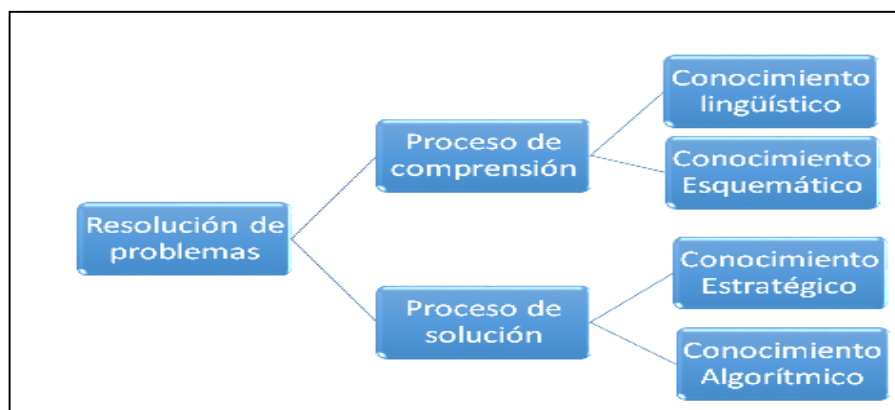 Resolución de
problemas
Proceso de
comprensión
Conocimiento
lingüístico
Conocimiento
Esquemático
Proceso de
solución
Conocimiento
Estratégico
Conocimiento
Algorítmico